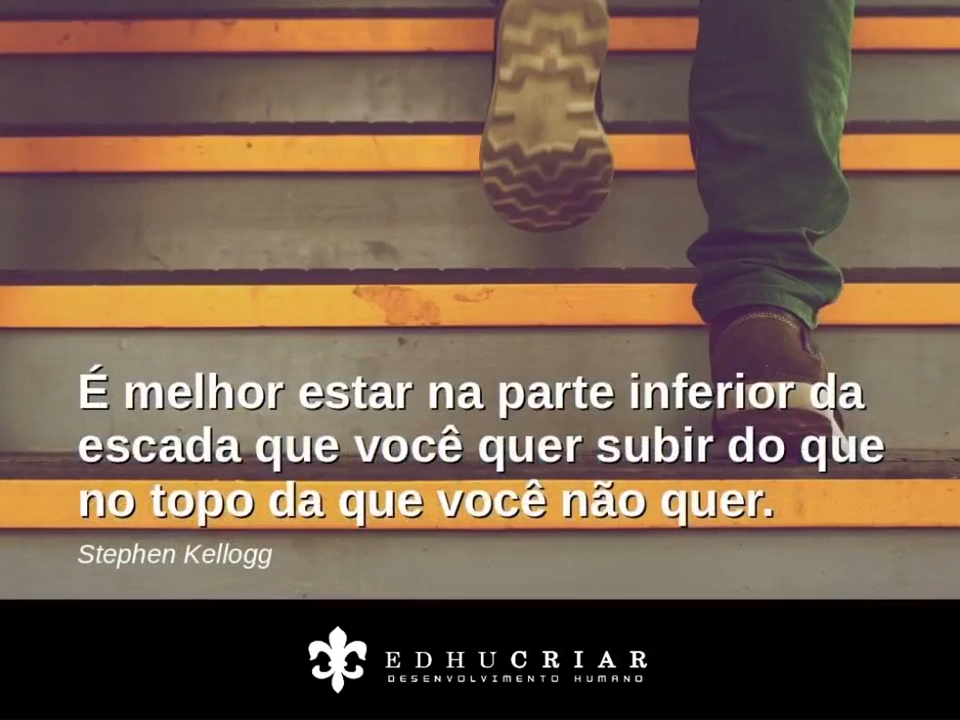 É melhor estar na parte inferior da
escada que você quer subir do que
no topo da que você não quer.
Stephen Kellogg
EDHUCRIAR
DESENVOLVIMENTO HUMANO